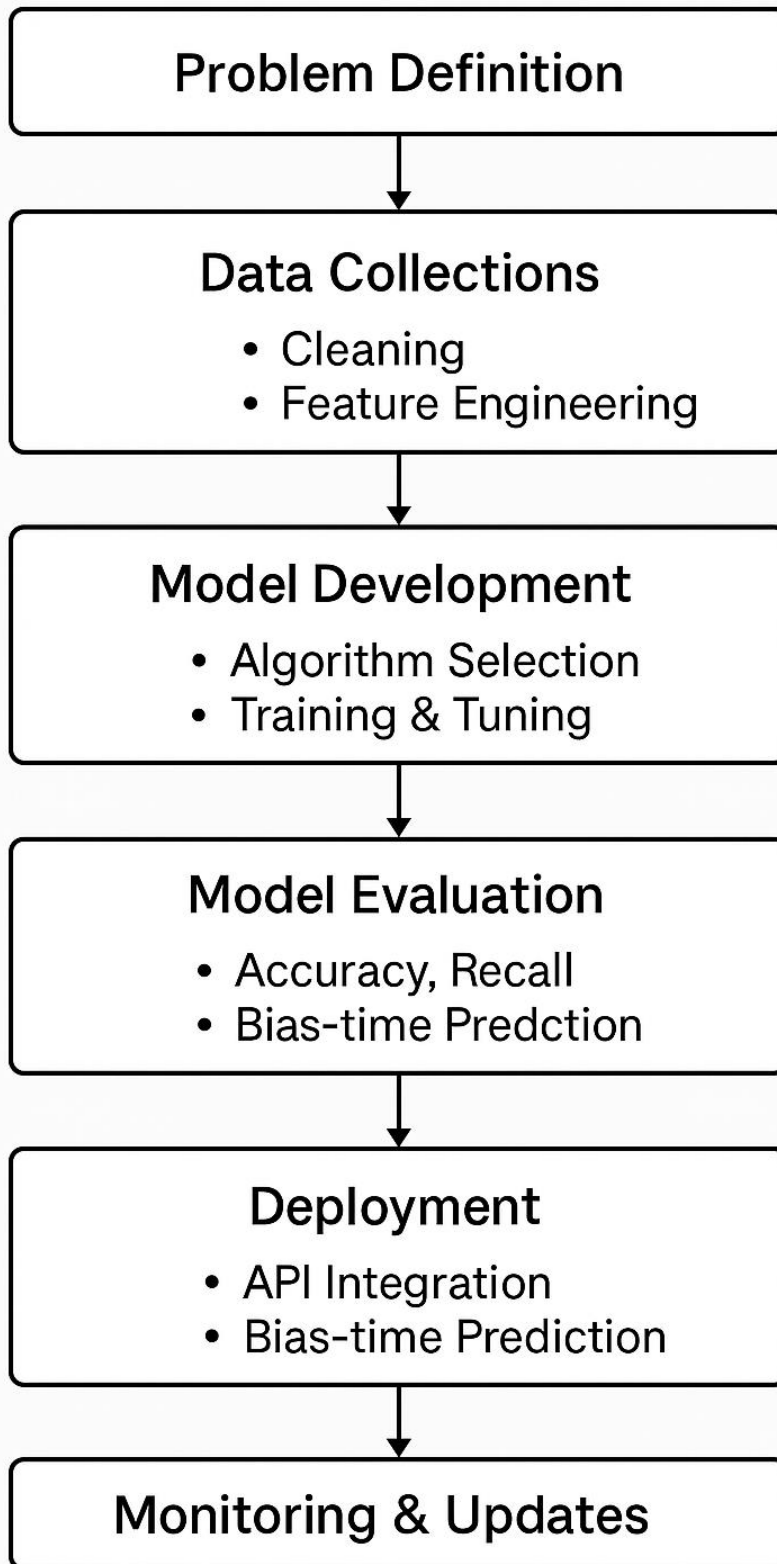 Problem Definition
Data Collections
• Cleaning
• Feature Engineering
Model Development
• Algorithm Selection
• Training & Tuning
Model Evaluation
• Accuracy, Recall
• Bias-time Predction
Deployment
• API Integration
• Bias-time Prediction
Monitoring & Updates